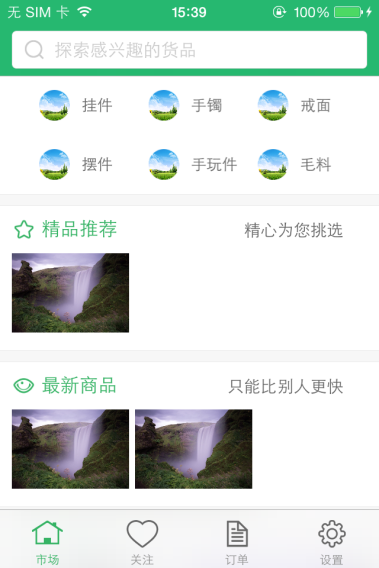 无 SIM 卡 15:39 100%
探索感兴趣的货品
挂件 手镯 戒面
摆件 手玩件 毛料
精品推荐 精心为您挑选
最新商品 只能比别人更快
市场 关注 订单 设置